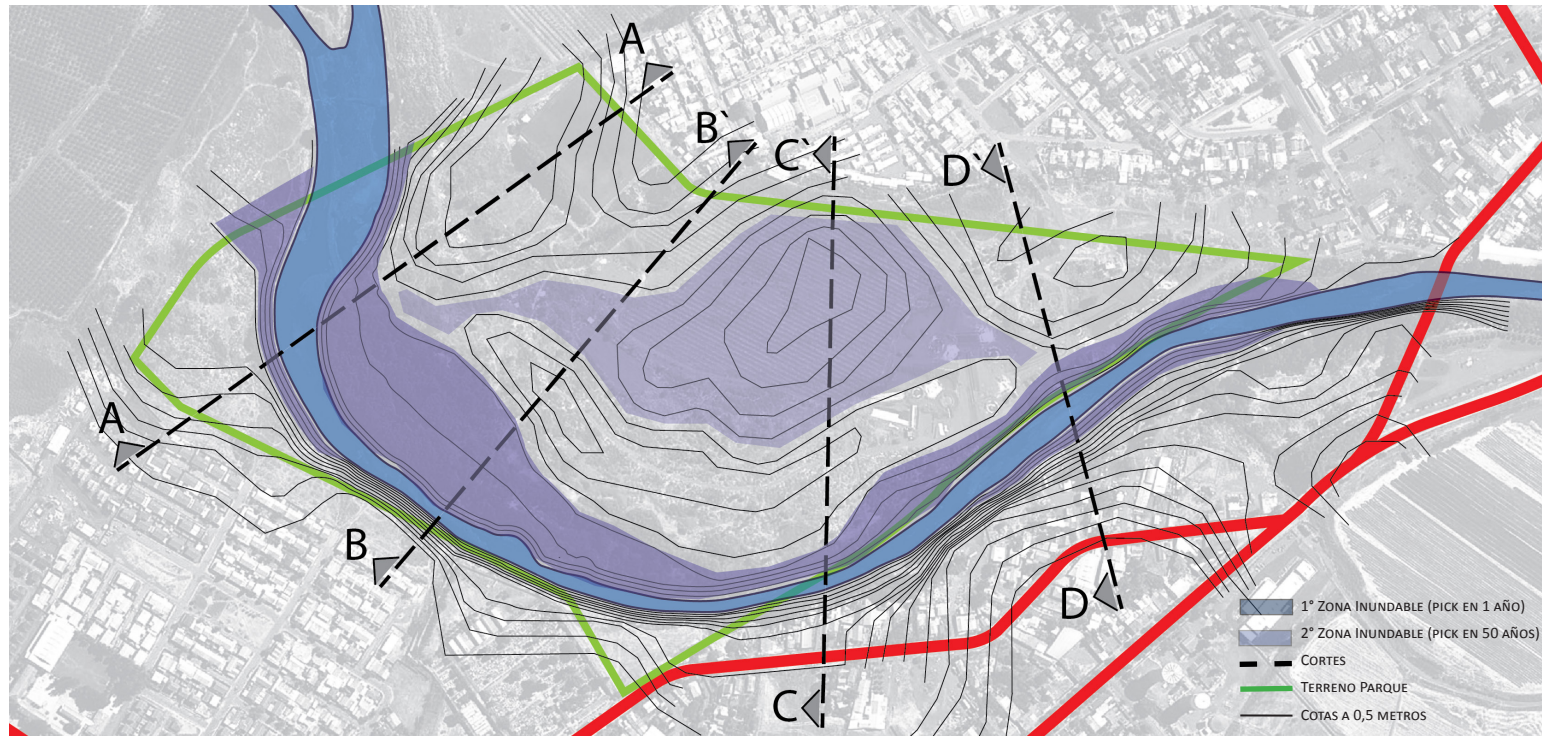 A
B`
C`
D`
A
B
C
D
1° Zona Inundable (pick en 1 año)
2° Zona Inundable (pick en 50 años)
Cortes
Terreno Parque
Cotas a 0,5 metros